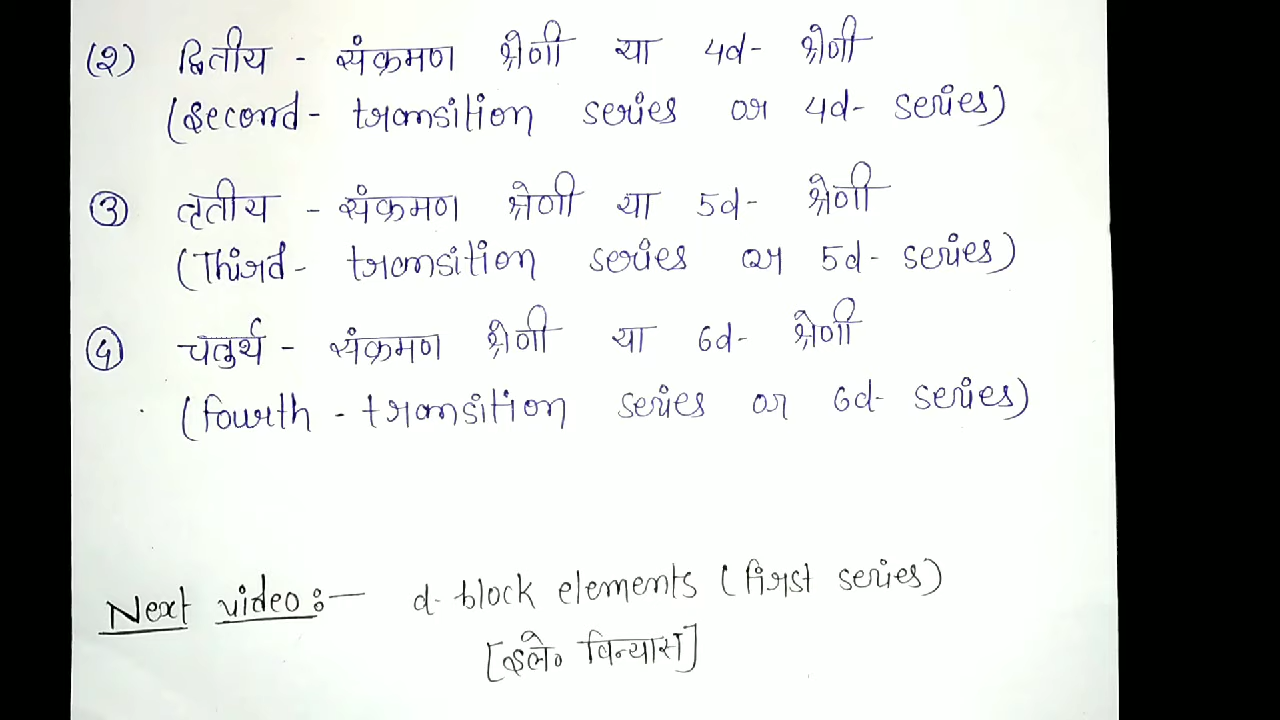 (२) द्वितीय - संक्रमण श्रेणी या 4d- श्रेणी
(Second - transition series or 4d- series)
③ तृतीय - संक्रमण श्रेणी या 5d- श्रेणी
(Third - transition series or 5d- series)
④ चतुर्थ - संक्रमण श्रेणी या 6d- श्रेणी
(fourth - transition series or 6d- series)
Next video :— d- block elements (first series)
[इले० विन्यास]